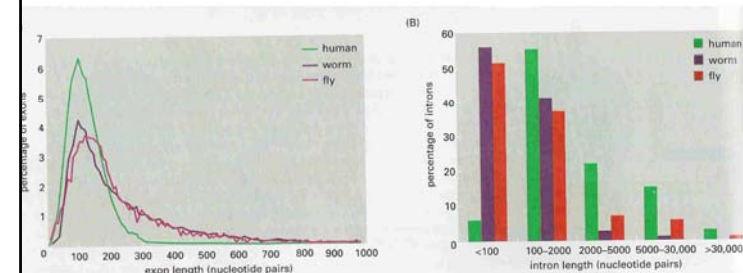 (B)
7
6
5
4
3
2
1
0
percentage of exons
human
worm
fly
0 100 200 300 400 500 600 700 800 900 1000
exon length (nucleotide pairs)
60
50
40
30
20
10
0
percentage of introns
human
worm
fly
<100 100–2000 2000–5000 5000–30,000 >30,000
intron length (nucleotide pairs)